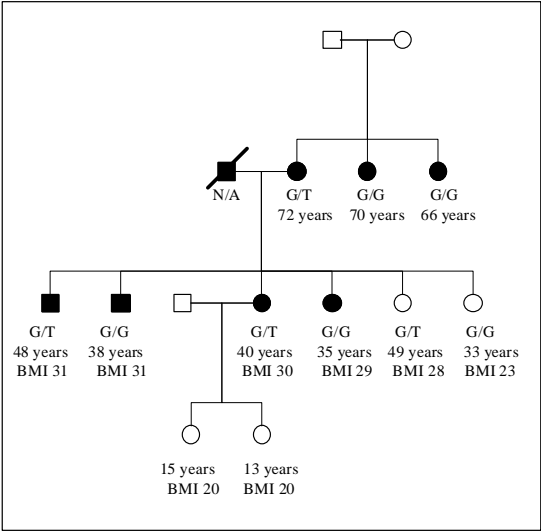 N/A
G/T G/G G/G
72 years 70 years 66 years
G/T G/G G/T G/G G/T G/G
48 years 38 years 40 years 35 years 49 years 33 years
BMI 31 BMI 31 BMI 30 BMI 29 BMI 28 BMI 23
15 years 13 years
BMI 20 BMI 20